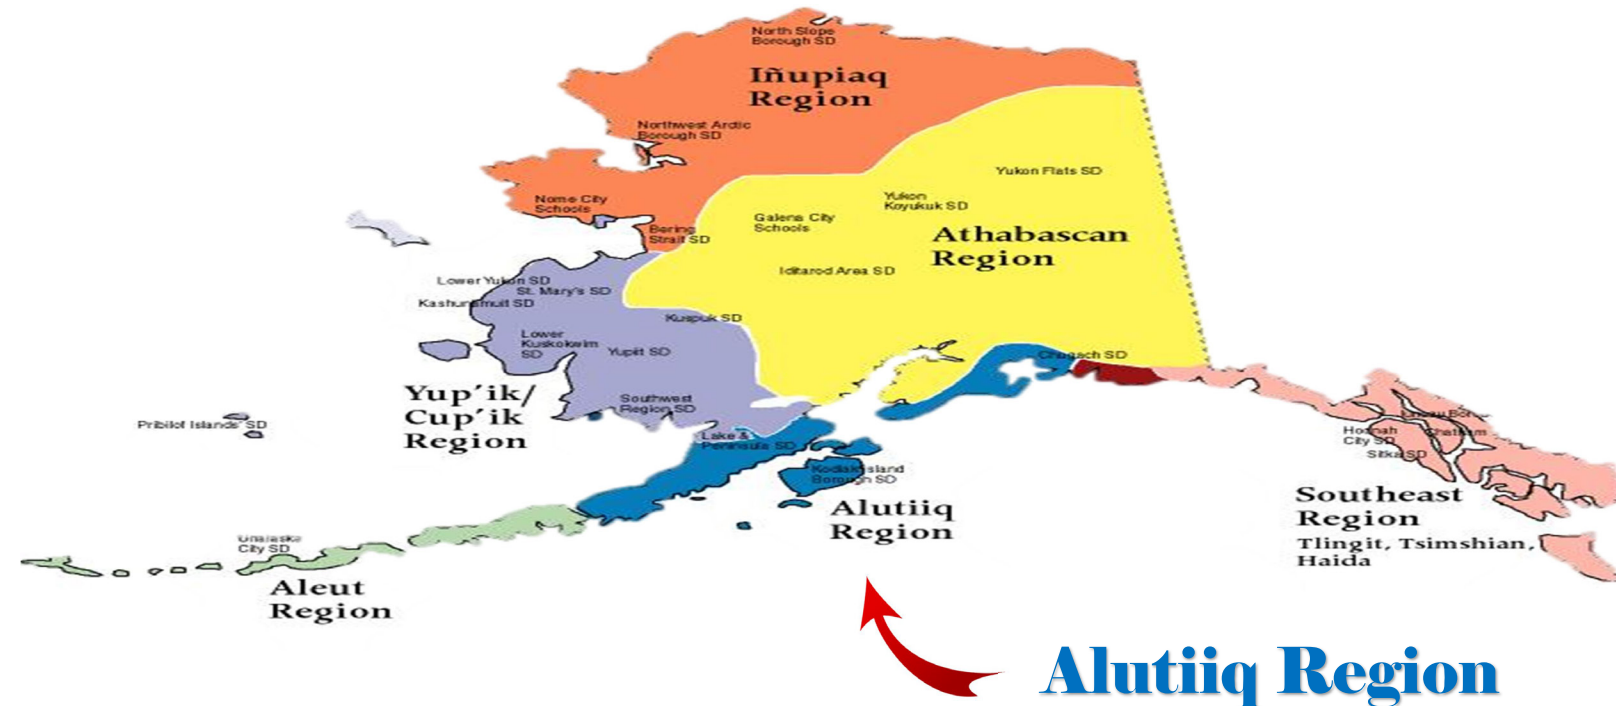 North Slope
Borough SD
Iñupiaq
Region
Northwest Arctic
Borough SD
Nome City
Schools
Bering
Strait SD
Yukon Flats SD
Yukon
Koyukuk SD
Galena City
Schools
Athabascan
Region
Iditarod Area SD
Lower Yukon SD
St. Mary's SD
Kashunamuit SD
Kuspuk SD
Lower
Kuskokwim
SD
Yupiit SD
Chugach SD
Yup′ik/
Cup′ik
Region
Southwest
Region SD
Pribilof Islands SD
Lake &
Peninsula SD
Kodiak Island
Borough SD
Alutiiq
Region
Hoonah
City SD
Chatham
Sitka SD
Southeast
Region
Tlingit, Tsimshian,
Haida
Unalaska
City SD
Aleut
Region
Alutiiq Region